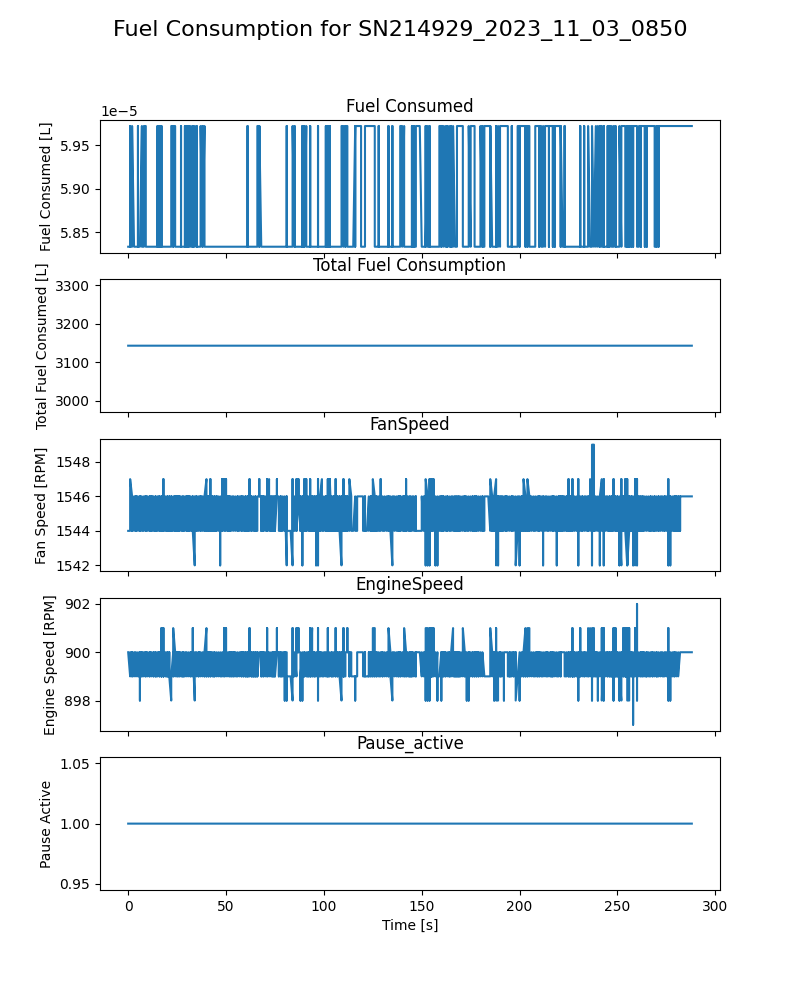 Fuel Consumption for SN214929_2023_11_03_0850
Fuel Consumed
1e−5
Fuel Consumed [L]
5.95
5.90
5.85
Total Fuel Consumption
Total Fuel Consumed [L]
3300
3200
3100
3000
FanSpeed
Fan Speed [RPM]
1548
1546
1544
1542
EngineSpeed
Engine Speed [RPM]
902
900
898
Pause_active
Pause Active
1.05
1.00
0.95
0 50 100 150 200 250 300
Time [s]